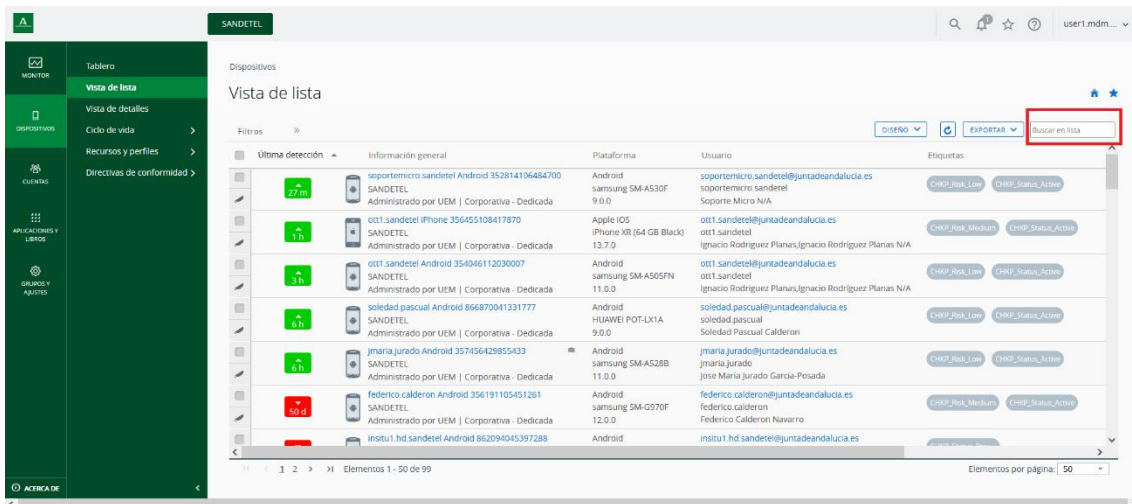 SANDETEL
user1.mdm....
MONITOR
DISPOSITIVOS
CUENTAS
APLICACIONES Y
LIBROS
GRUPOS Y
AJUSTES
ACERCA DE
Tablero
Vista de lista
Vista de detalles
Ciclo de vida
Recursos y perfiles
Directivas de conformidad
Dispositivos
Vista de lista
Filtros
DISEÑO
EXPORTAR
Buscar en lista
Última detección Información general Plataforma Usuario Etiquetas
soportemicro.sandetel Android 352814106484700 Android soportemicro.sandetel@juntadeandalucia.es
27 m SANDETEL samsung SM-A530F soportemicro.sandetel CHKP_Risk_Low CHKP_Status_Active
Administrado por UEM | Corporativa - Dedicada 9.0.0 Soporte Micro N/A
ott1.sandetel iPhone 356455108417870 Apple IOS ott1.sandetel@juntadeandalucia.es
1 h SANDETEL iPhone XR (64 GB Black) ott1.sandetel CHKP_Risk_Medium CHKP_Status_Active
Administrado por UEM | Corporativa - Dedicada 13.7.0 Ignacio Rodriguez Planas,Ignacio Rodríguez Planas N/A
ott1.sandetel Android 354046112030007 Android ott1.sandetel@juntadeandalucia.es
3 h SANDETEL samsung SM-A505FN ott1.sandetel CHKP_Risk_Low CHKP_Status_Active
Administrado por UEM | Corporativa - Dedicada 11.0.0 Ignacio Rodriguez Planas,Ignacio Rodríguez Planas N/A
soledad.pascual Android 866870041331777 Android soledad.pascual@juntadeandalucia.es
6 h SANDETEL HUAWEI POT-LX1A soledad.pascual CHKP_Risk_Low CHKP_Status_Active
Administrado por UEM | Corporativa - Dedicada 9.0.0 Soledad Pascual Calderon
jmaria.jurado Android 357456429855433 Android jmaria.jurado@juntadeandalucia.es
6 h SANDETEL samsung SM-A528B jmaria.jurado CHKP_Risk_Low CHKP_Status_Active
Administrado por UEM | Corporativa - Dedicada 11.0.0 Jose Maria Jurado Garcia-Posada
federico.calderon Android 356191105451261 Android federico.calderon@juntadeandalucia.es
50 d SANDETEL samsung SM-G970F federico.calderon CHKP_Risk_Medium CHKP_Status_Active
Administrado por UEM | Corporativa - Dedicada 12.0.0 Federico Calderon Navarro
insitu1.hd.sandetel Android 862094045397288 Android insitu1.hd.sandetel@juntadeandalucia.es
1 2 Elementos 1 - 50 de 99 Elementos por página: 50